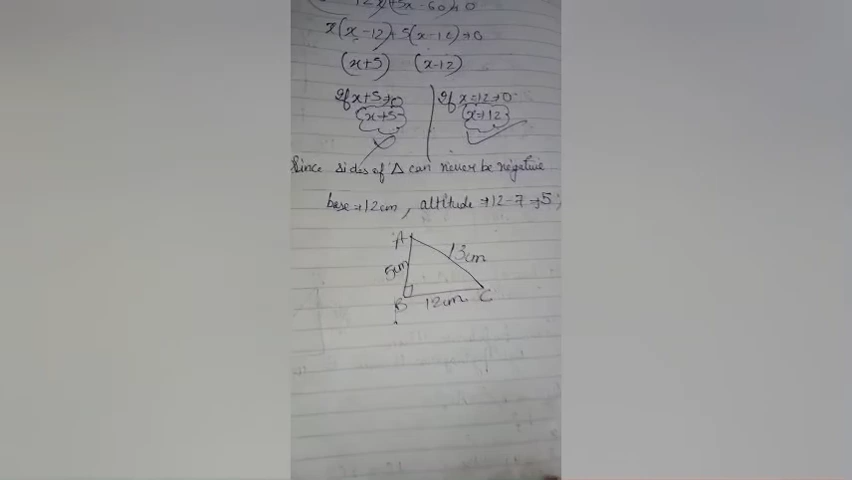 x(x-12)+5(x-12)=0
(x+5) (x-12)
If x+5=0 If x-12=0
x=-5 x=12
Since sides of Δ can never be negative
base = 12cm, altitude = 12-7=5;
A
13cm
5cm
B 12cm C